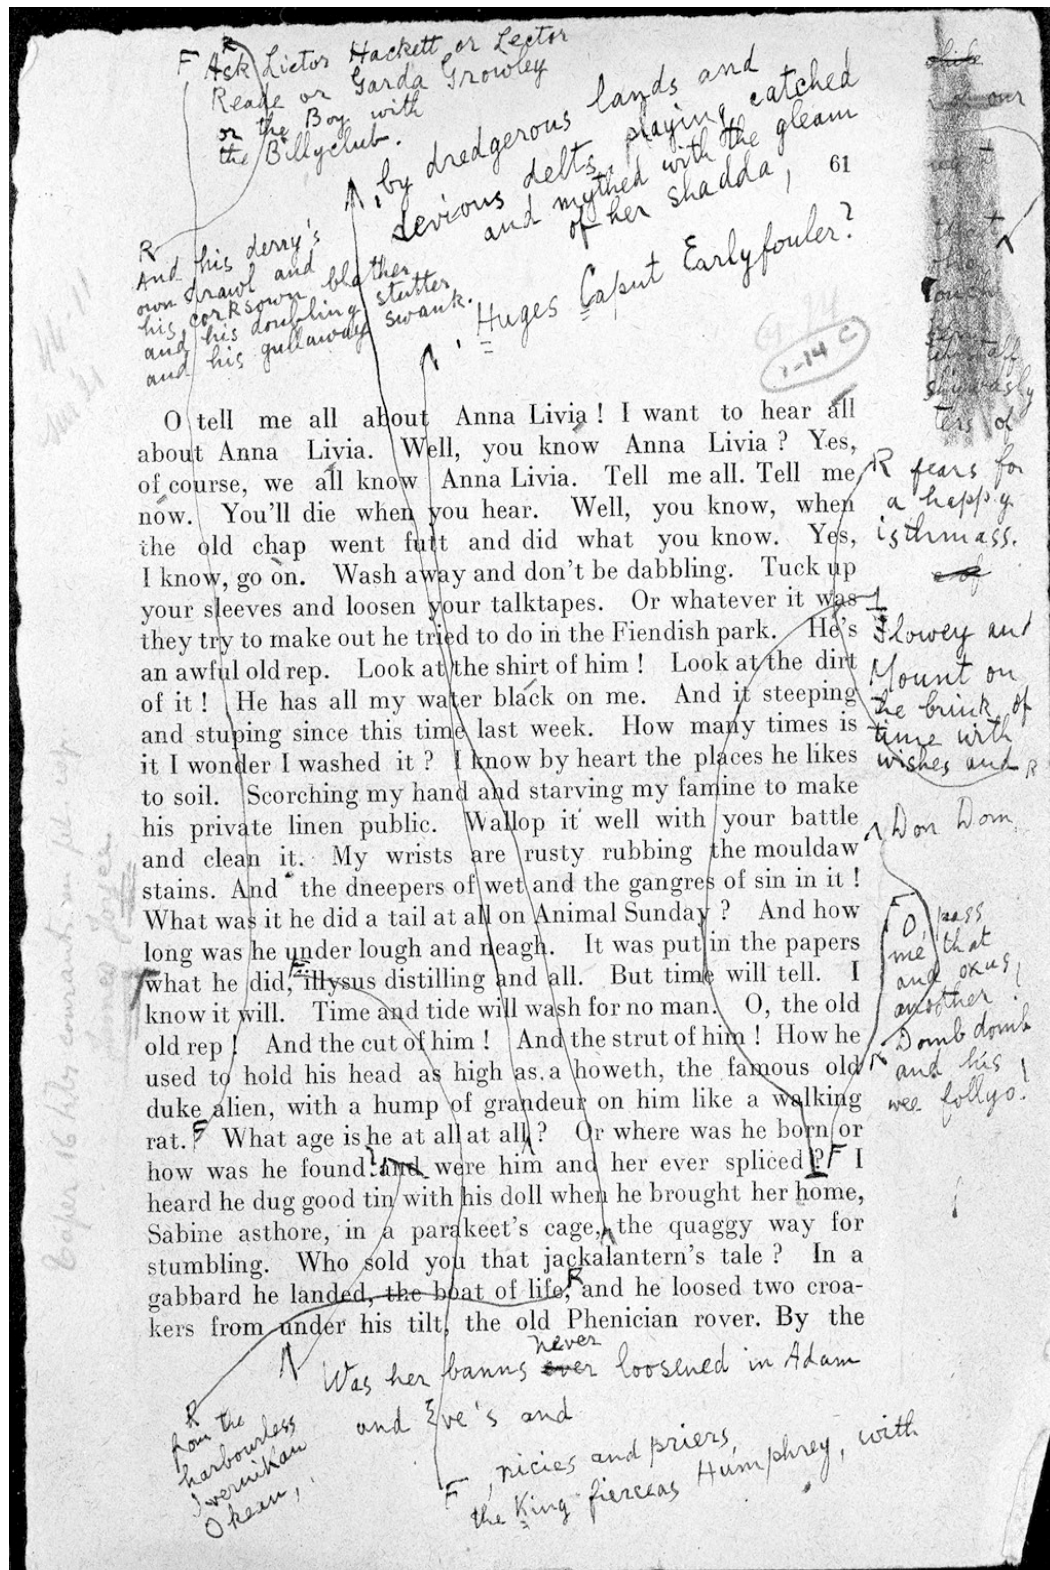 F Ask Lictor Hackett or Lector
Reade or Garda Growley
or the Boy with
the Billyclub.
, by dredgerous lands and
devious delts, playing catched
and mythed with the gleam
of her shadda,
61
R
And his derry's
own drawl and
his corksown blather
and his doubling stutter
and his gullaway swank.
Huges Caput Earlyfouler?
1-14 C
O tell me all about Anna Livia ! I want to hear all
about Anna Livia. Well, you know Anna Livia ? Yes,
of course, we all know Anna Livia. Tell me all. Tell me
now. You'll die when you hear. Well, you know, when
the old chap went futt and did what you know. Yes,
I know, go on. Wash away and don't be dabbling. Tuck up
your sleeves and loosen your talktapes. Or whatever it was
they try to make out he tried to do in the Fiendish park. He's
an awful old rep. Look at the shirt of him ! Look at the dirt
of it ! He has all my water black on me. And it steeping
and stuping since this time last week. How many times is
it I wonder I washed it ? I know by heart the places he likes
to soil. Scorching my hand and starving my famine to make
his private linen public. Wallop it well with your battle
and clean it. My wrists are rusty rubbing the mouldaw
stains. And the dneepers of wet and the gangres of sin in it !
What was it he did a tail at all on Animal Sunday ? And how
long was he under lough and neagh. It was put in the papers
what he did, illysus distilling and all. But time will tell. I
know it will. Time and tide will wash for no man. O, the old
old rep ! And the cut of him ! And the strut of him ! How he
used to hold his head as high as a howeth, the famous old
duke alien, with a hump of grandeur on him like a walking
rat. F What age is he at all at all ? Or where was he born or
how was he found ! and were him and her ever spliced ? F I
heard he dug good tin with his doll when he brought her home,
Sabine asthore, in a parakeet's cage, the quaggy way for
stumbling. Who sold you that jackalantern's tale ? In a
gabbard he landed, the boat of life, R and he loosed two croa-
kers from under his tilt, the old Phenician rover. By the
R fears for
a happy
isthmass.
of
Flowey and
Mount on
the brink of
time with
wishes and R
Don Dom
O, pass
me that
and oxus
another !
Domb domb
and his
wee follyo!
never
Was her banns ever loosened in Adam
and Eve's and
R
from the
harbourless
Ivernikan
Okean,
F , nicies and priers,
the King fierceas Humphrey, with